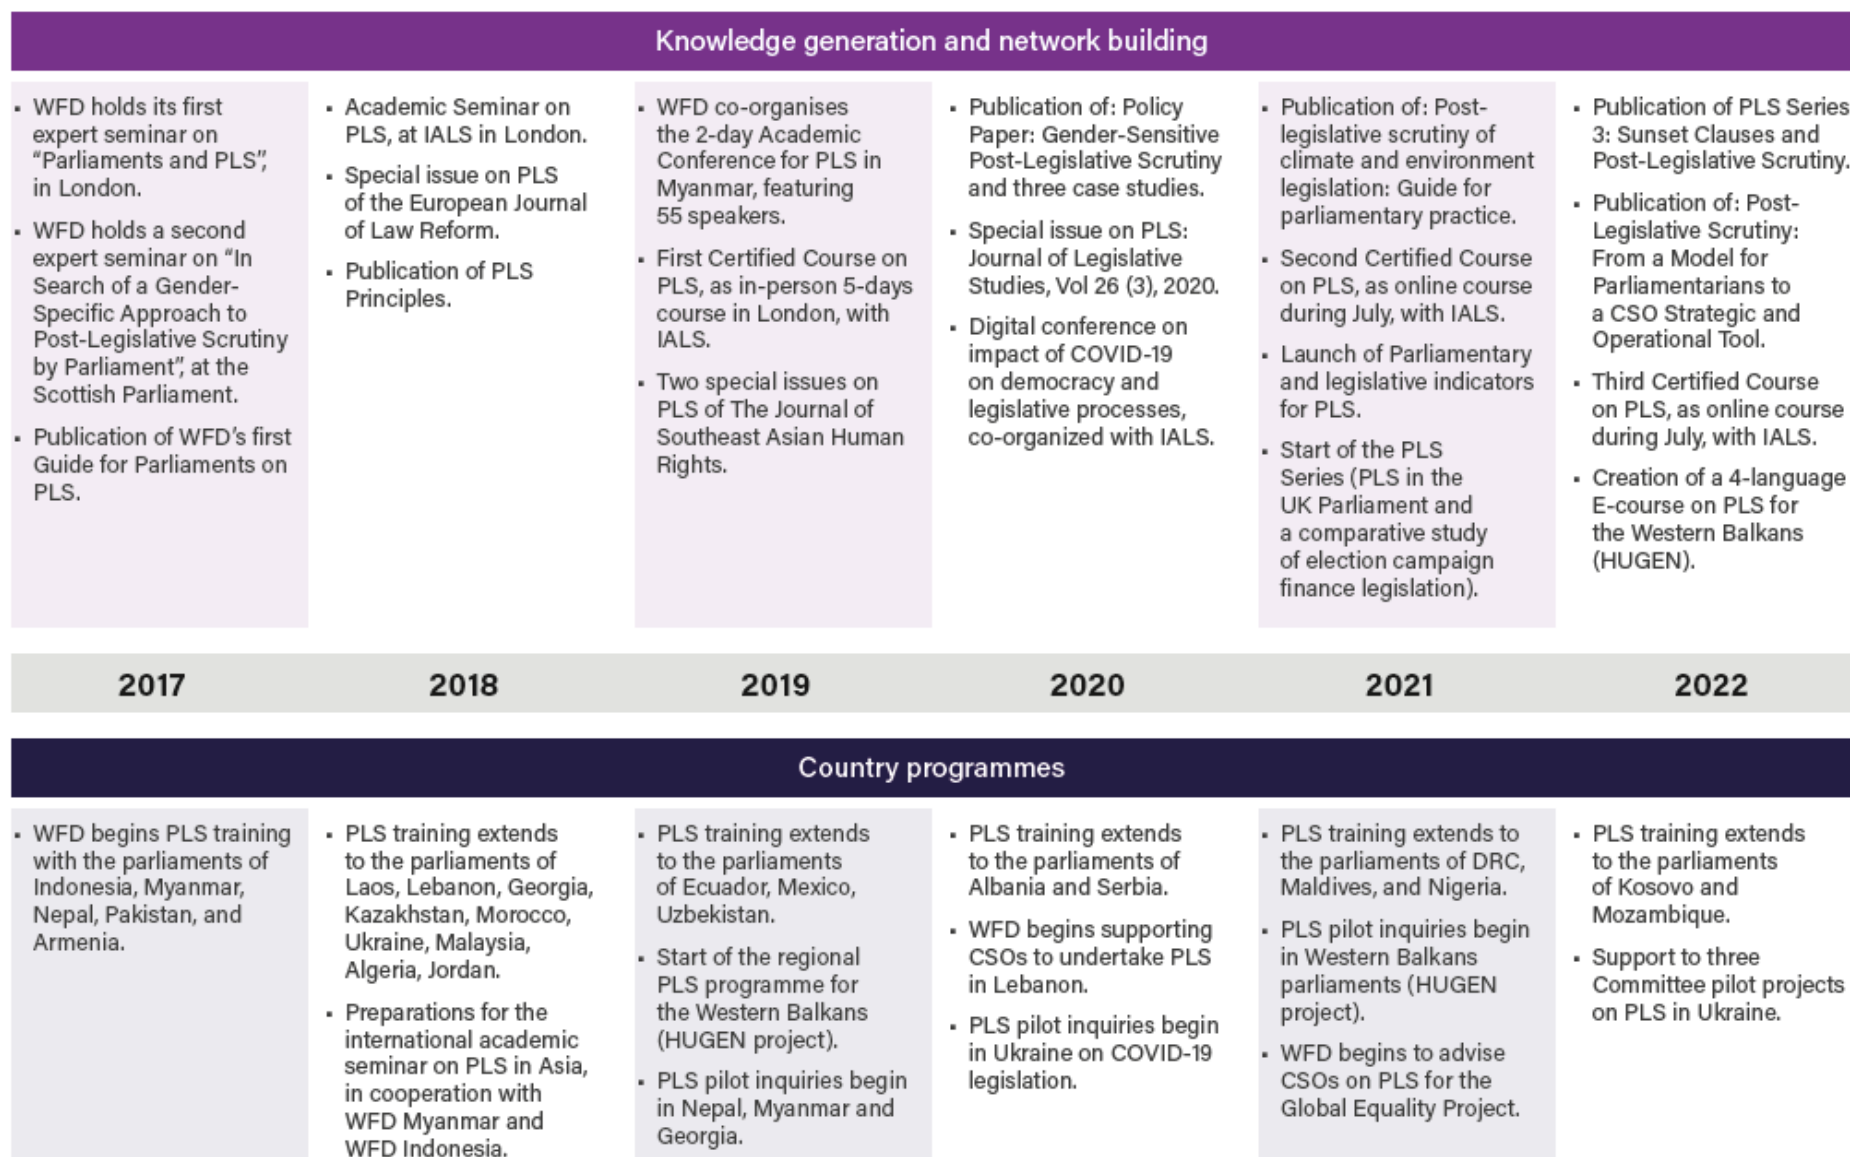 Knowledge generation and network building
▪ WFD holds its first
expert seminar on
“Parliaments and PLS”,
in London.
▪ WFD holds a second
expert seminar on “In
Search of a Gender-
Specific Approach to
Post-Legislative Scrutiny
by Parliament”, at the
Scottish Parliament.
▪ Publication of WFD’s first
Guide for Parliaments on
PLS.
▪ Academic Seminar on
PLS, at IALS in London.
▪ Special issue on PLS
of the European Journal
of Law Reform.
▪ Publication of PLS
Principles.
▪ WFD co-organises
the 2-day Academic
Conference for PLS in
Myanmar, featuring
55 speakers.
▪ First Certified Course on
PLS, as in-person 5-days
course in London, with
IALS.
▪ Two special issues on
PLS of The Journal of
Southeast Asian Human
Rights.
▪ Publication of: Policy
Paper: Gender-Sensitive
Post-Legislative Scrutiny
and three case studies.
▪ Special issue on PLS:
Journal of Legislative
Studies, Vol 26 (3), 2020.
▪ Digital conference on
impact of COVID-19
on democracy and
legislative processes,
co-organized with IALS.
▪ Publication of: Post-
legislative scrutiny of
climate and environment
legislation: Guide for
parliamentary practice.
▪ Second Certified Course
on PLS, as online course
during July, with IALS.
▪ Launch of Parliamentary
and legislative indicators
for PLS.
▪ Start of the PLS
Series (PLS in the
UK Parliament and
a comparative study
of election campaign
finance legislation).
▪ Publication of PLS Series
3: Sunset Clauses and
Post-Legislative Scrutiny.
▪ Publication of: Post-
Legislative Scrutiny:
From a Model for
Parliamentarians to
a CSO Strategic and
Operational Tool.
▪ Third Certified Course
on PLS, as online course
during July, with IALS.
▪ Creation of a 4-language
E-course on PLS for
the Western Balkans
(HUGEN).
2017 2018 2019 2020 2021 2022
Country programmes
▪ WFD begins PLS training
with the parliaments of
Indonesia, Myanmar,
Nepal, Pakistan, and
Armenia.
▪ PLS training extends
to the parliaments of
Laos, Lebanon, Georgia,
Kazakhstan, Morocco,
Ukraine, Malaysia,
Algeria, Jordan.
▪ Preparations for the
international academic
seminar on PLS in Asia,
in cooperation with
WFD Myanmar and
WFD Indonesia.
▪ PLS training extends
to the parliaments
of Ecuador, Mexico,
Uzbekistan.
▪ Start of the regional
PLS programme for
the Western Balkans
(HUGEN project).
▪ PLS pilot inquiries begin
in Nepal, Myanmar and
Georgia.
▪ PLS training extends
to the parliaments of
Albania and Serbia.
▪ WFD begins supporting
CSOs to undertake PLS
in Lebanon.
▪ PLS pilot inquiries begin
in Ukraine on COVID-19
legislation.
▪ PLS training extends to
the parliaments of DRC,
Maldives, and Nigeria.
▪ PLS pilot inquiries begin
in Western Balkans
parliaments (HUGEN
project).
▪ WFD begins to advise
CSOs on PLS for the
Global Equality Project.
▪ PLS training extends
to the parliaments
of Kosovo and
Mozambique.
▪ Support to three
Committee pilot projects
on PLS in Ukraine.